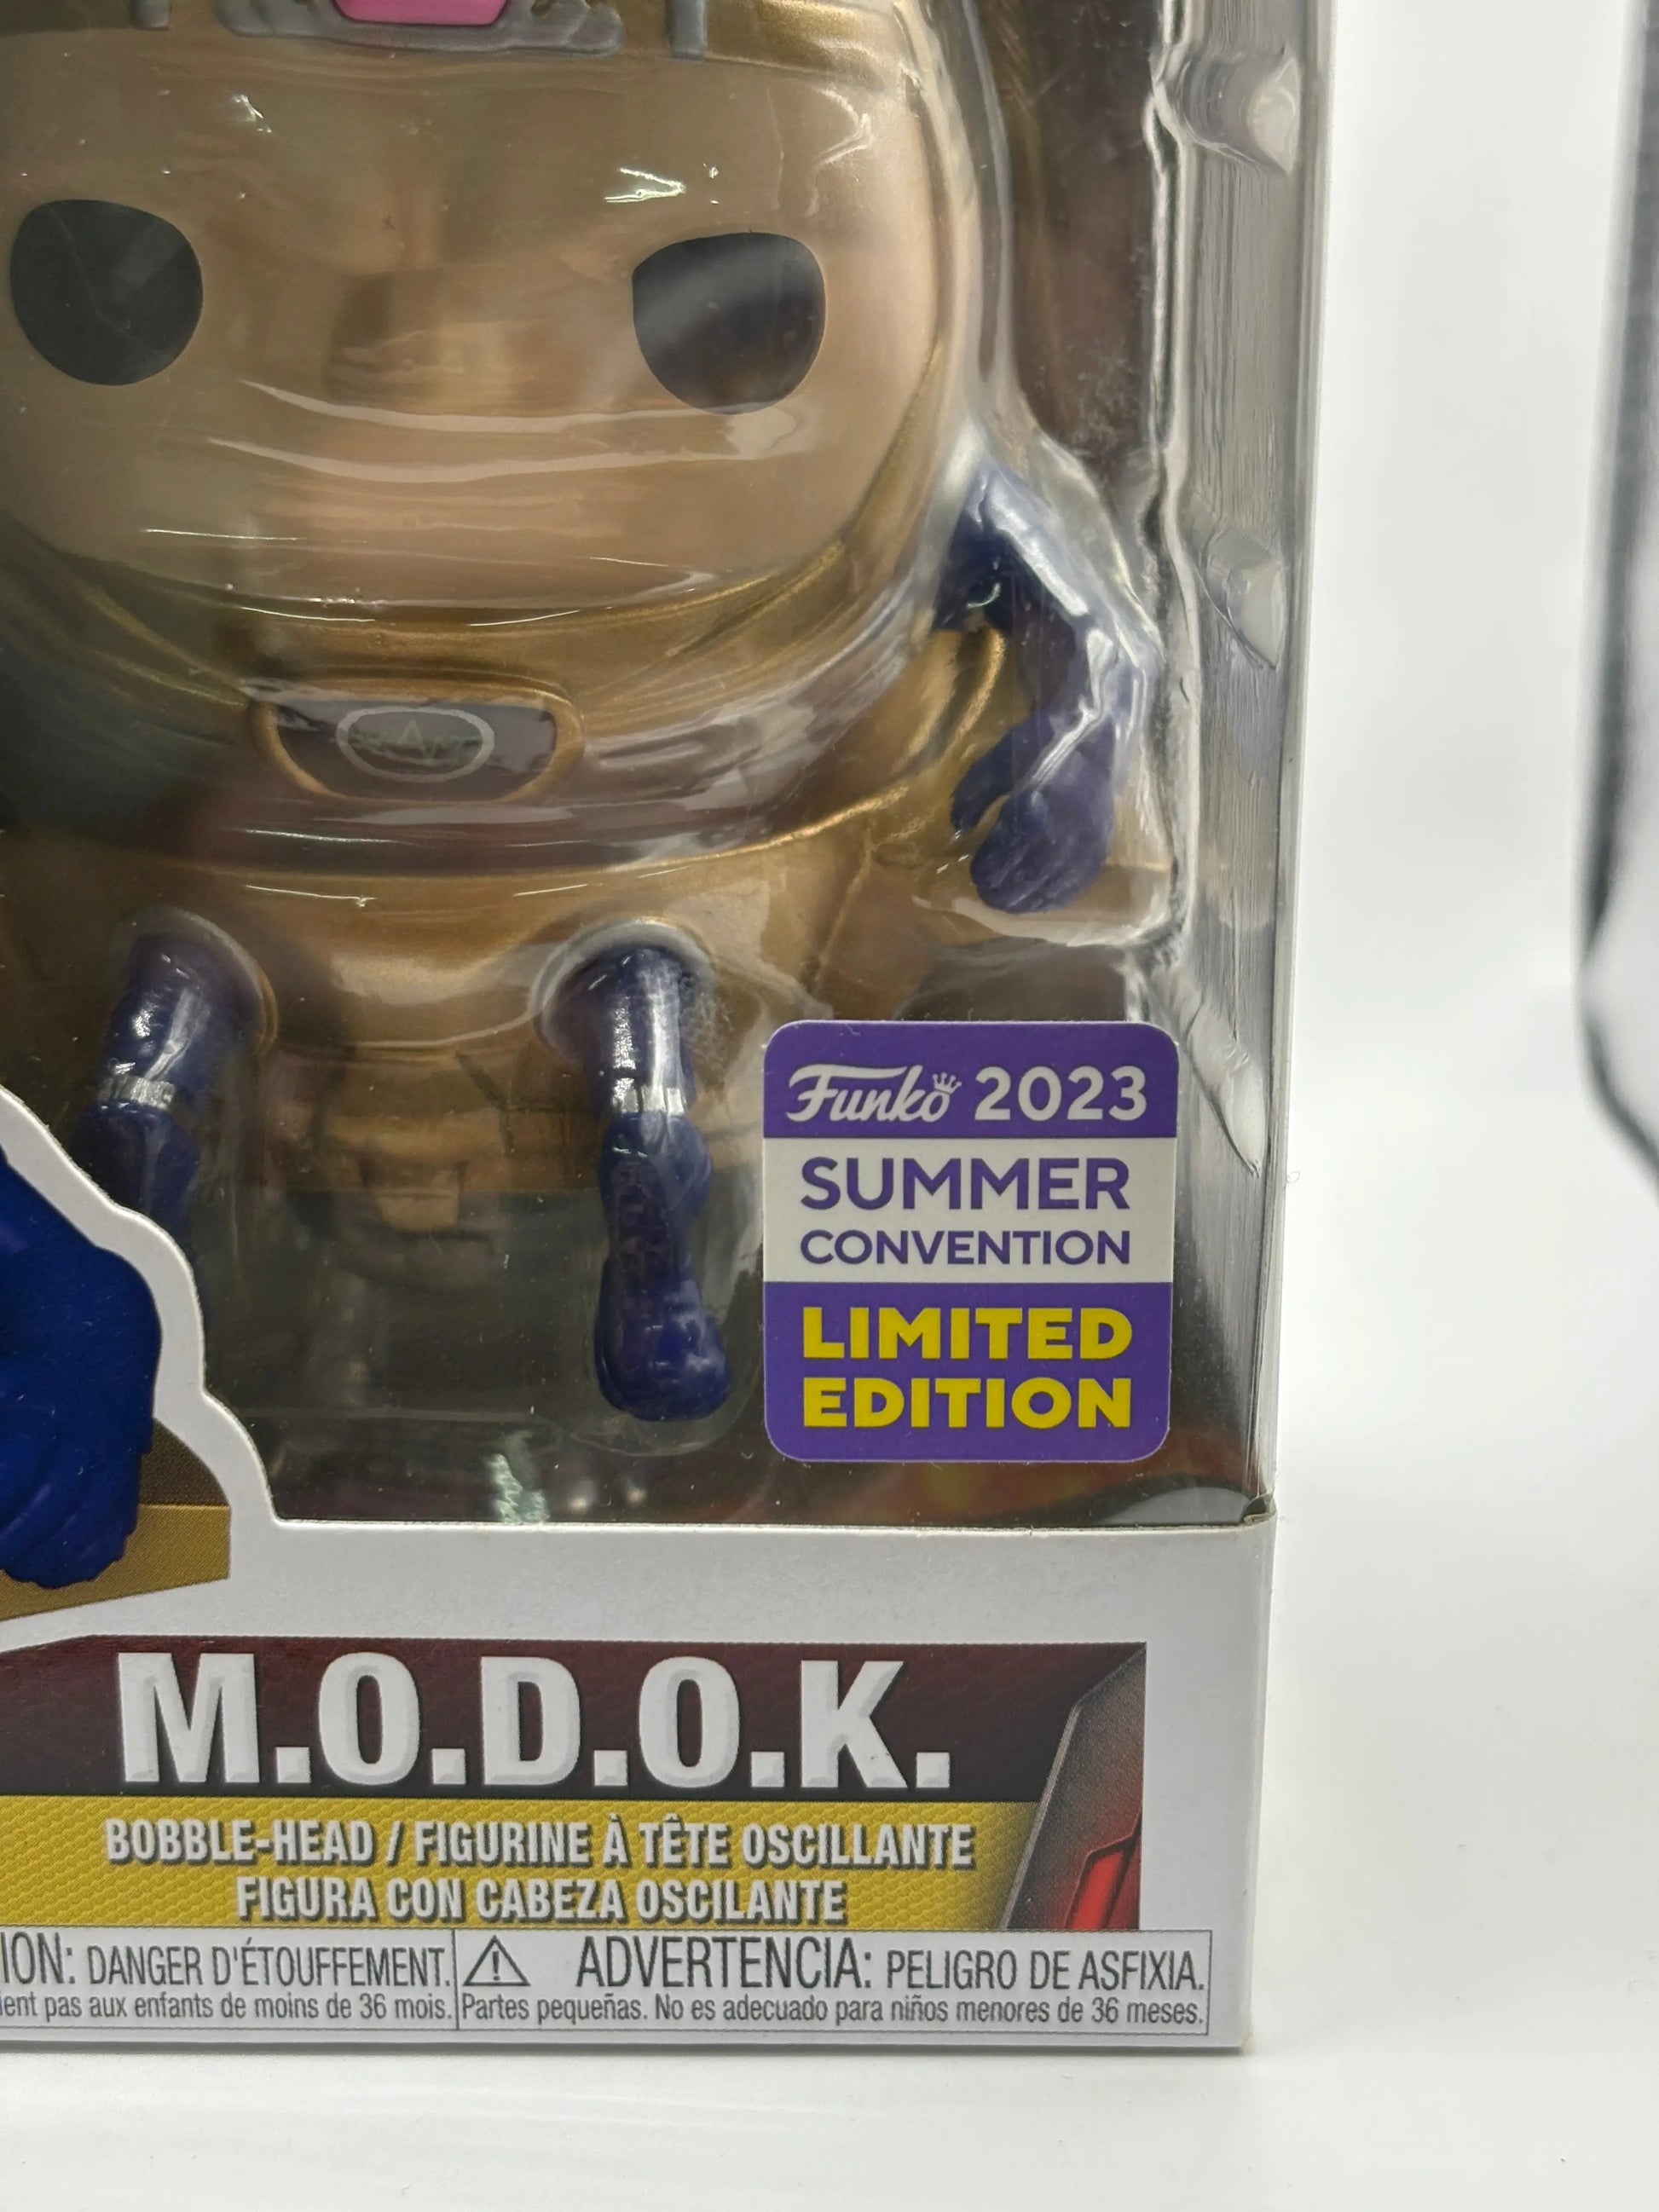 Funko 2023
SUMMER
CONVENTION
LIMITED
EDITION
M.O.D.O.K.
BOBBLE-HEAD / FIGURINE À TÊTE OSCILLANTE
FIGURA CON CABEZA OSCILANTE
ION: DANGER D'ÉTOUFFEMENT.
ient pas aux enfants de moins de 36 mois.
ADVERTENCIA: PELIGRO DE ASFIXIA.
Partes pequeñas. No es adecuado para niños menores de 36 meses.